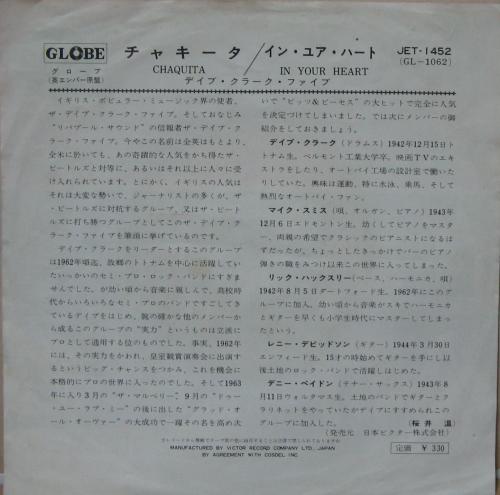 GLOBE
グローブ
(英エンバー原盤)
チャキータ / イン・ユア・ハート
CHAQUITA IN YOUR HEART
デイブ・クラーク・ファイブ
JET-1452
(GL-1062)
イギリス・ポピュラー・ミュージック界の使者、
ザ・デイブ・クラーク・ファイブ。そしておなじみ
"リバプール・サウンド"の信報者ザ・デイブ・ク
ラーク・ファイブ。今やこの名前は全英はもとより、
全米に於いても、あの奇蹟的な人気をかち得たザ・
ビートルズと対等に、あるいはそれ以上に人々に受
け入れられています。とにかく、イギリスの人気は
それは大変な勢いで、ジャーナリストの多くが、ザ
・ビートルズに対抗するグループ、又はザ・ビート
ルズに打ち勝つグループとしてこのザ・デイブ・ク
ラーク・ファイブを筆頭に挙げているのです。
デイブ・クラークをリーダーとするこのグループ
は1962年頃迄、故郷のトトナムを中心に活躍してい
たいっかいのセミ・プロ・ロック・バンドにすぎま
せんでした。が幼い頃から音楽に親しんで、高校時
代からいろいろなセミ・プロのバンドですごしてき
ているデイブをはじめ、腕の確かな他のメンバーか
ら成るこのグループの"実力"というものは立派に
プロとして通用する位のものでした。事実、1962年
には、その実力をかわれ、皇室観賞演奏会に出演す
るというビッグ・チャンスをつかみ、これを機会に
本格的にプロの世界に入ったのでした。そして1963
年に入り3月の"ザ・マルベリー"、9月の"ドゥ・
ユー・ラブ・ミー"の後に出した"グラッド・オ
ール・オーヴァー"の大成功で一躍その名を高め次
いで"ビッツ&ピーセス"の大ヒットで完全に人気
を決定づけてしまいました。では次にメンバーの御
紹介をしておきましょう。
デイブ・クラーク(ドラムス)1942年12月15日ト
トナム生。ベルモント工業大学卒。映画TVのエキ
ストラをしたり、オートバイ工場の設計室で働いた
りしていた。興味は運動、特に水泳、乗馬、そして
熱烈なオートバイ・ファン。
マイク・スミス(唄、オルガン、ピアノ)1943年
12月6日エドモントン生。幼くしてピアノをマスタ
ー、両親の希望でクラシックのピアニストになるは
ずだったが、ちょっとしたきっかけでバーのピアノ
弾きの職をみつけ以来この世界に入ってしまった。
リック・ハックスリー(ベース、ハーモニカ、唄)
1942年8月5日ダートフォード生。1962年にこのグ
ループに加入。幼い頃から音楽がスキでハーモニカ
とギターを早くも小学生時代にマスターしてしまっ
たという。
レニー・デビッドソン(ギター)1944年3月30日
エンフィード生。15才の時始めてギターを手にし以
後土地のロック・バンドで活躍しはじめた。
デニー・ペイドン(テナー・サックス)1943年8
月11日ウォルタマス生。土地のバンドでギターとク
ラリネットをやっていたがデイブにすすめられこの
グループに加入した。
(桜井 温)
(発売元 日本ビクター株式会社)
MANUFACTURED BY VICTOR RECORD COMPANY LTD, JAPAN
BY AGREEMENT WITH COSDEL INC
定価 ¥330